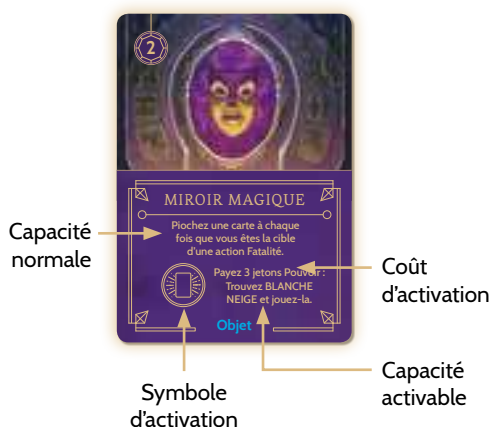 2
MIROIR MAGIQUE
Piochez une carte à chaque
fois que vous êtes la cible
d'une action Fatalité.
Payez 3 jetons Pouvoir :
Trouvez BLANCHE
NEIGE et jouez-la.
Objet
Capacité
normale
Coût
d'activation
Capacité
activable
Symbole
d'activation